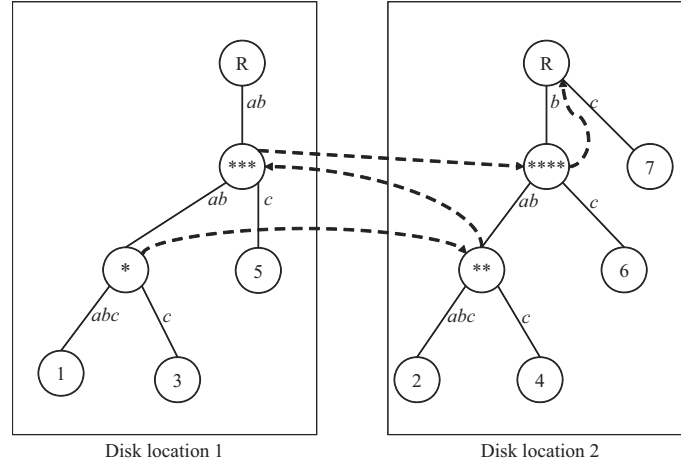 R
ab
***
ab
c
*
5
abc
c
1
3
Disk location 1
R
b
c
****
7
ab
c
**
6
abc
c
2
4
Disk location 2